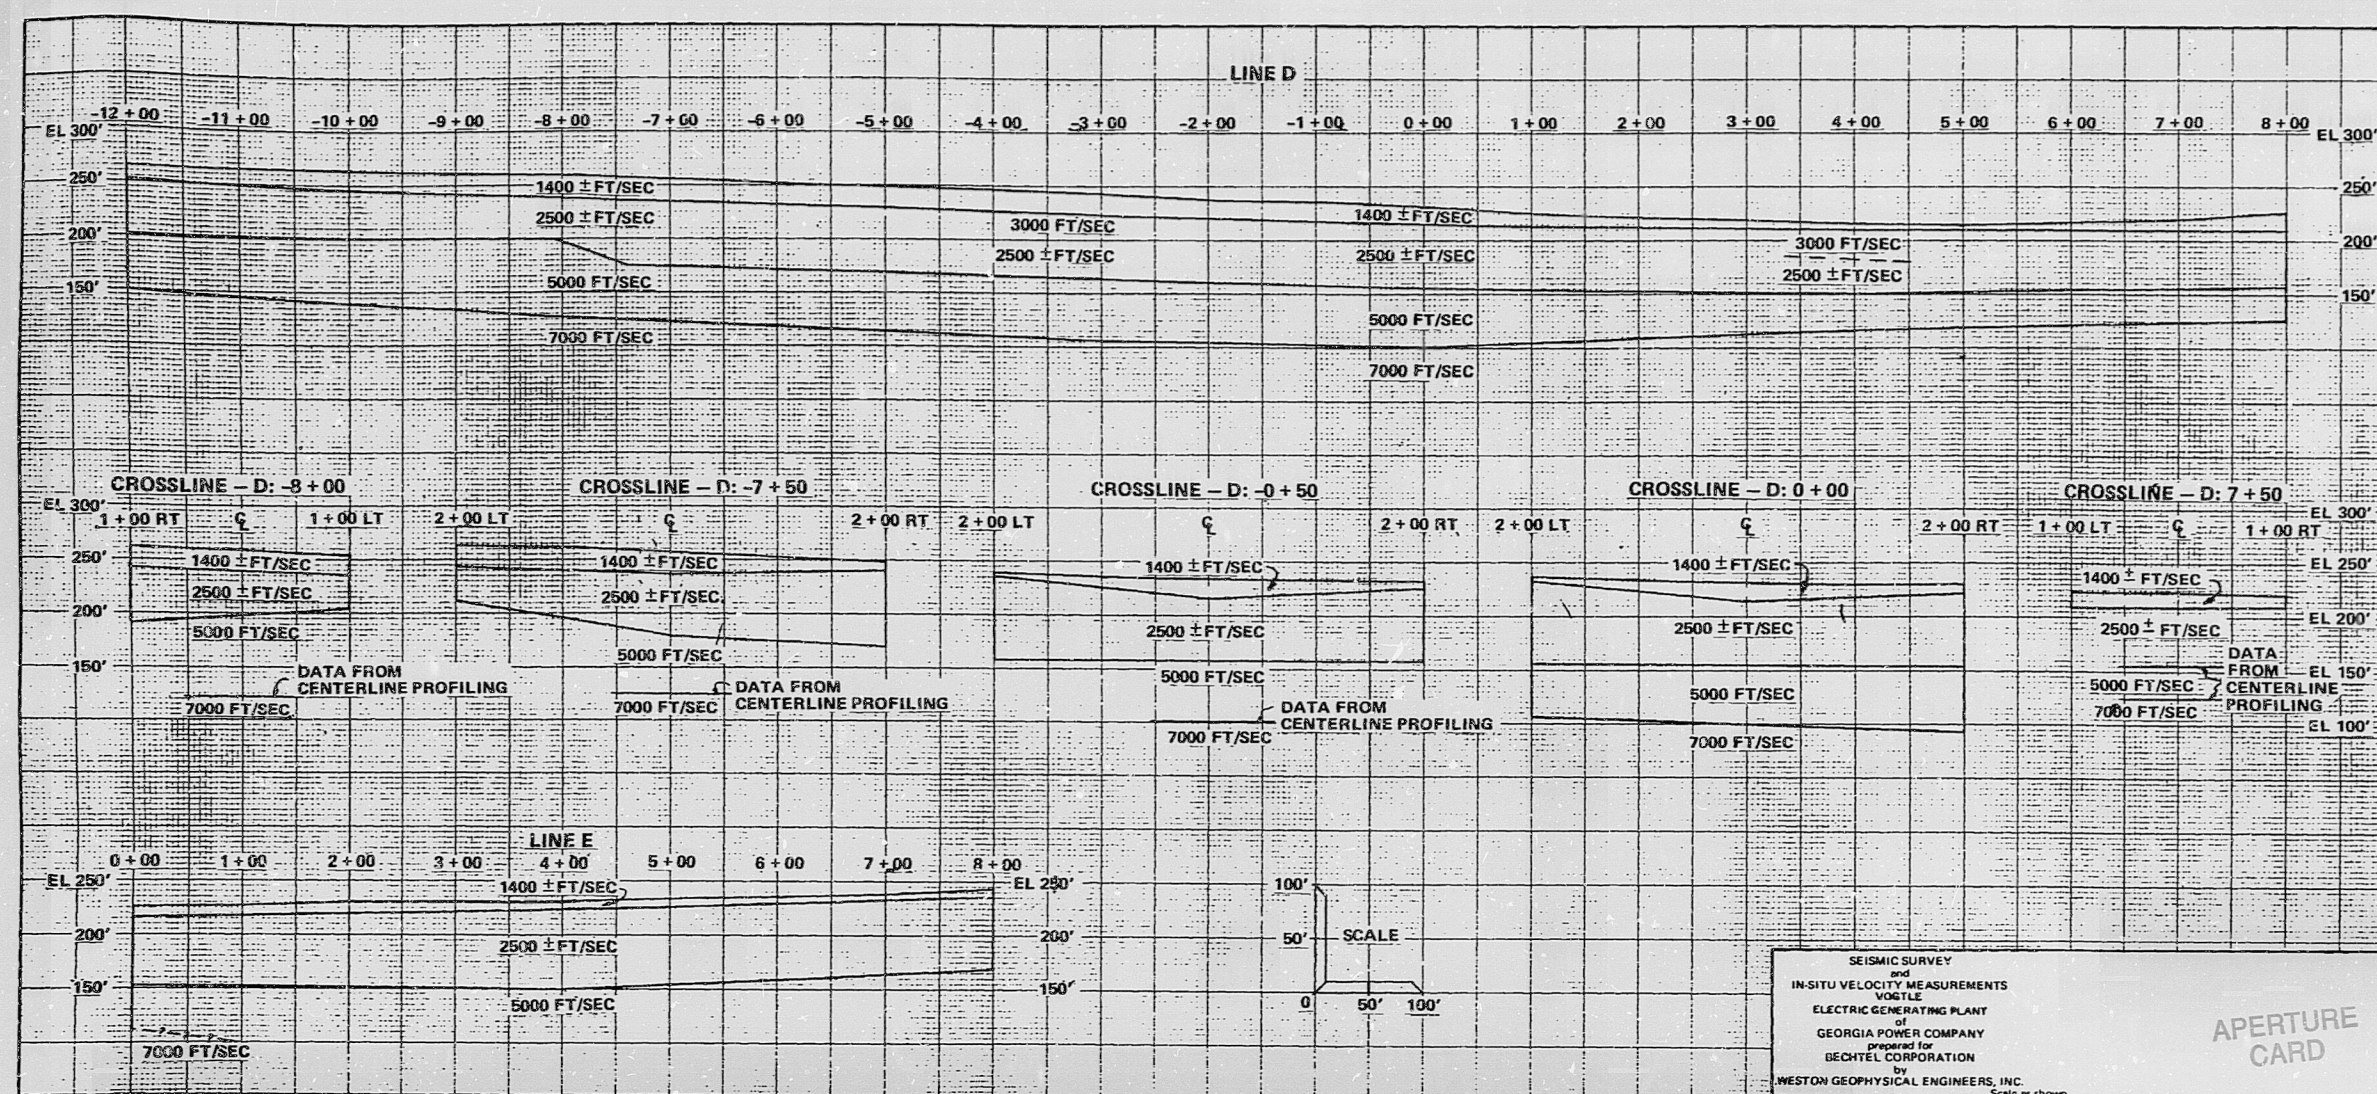 LINE D
-12 + 00 -11 + 00 -10 + 00 -9 + 00 -8 + 00 -7 + 00 -6 + 00 -5 + 00 -4 + 00 -3 + 00 -2 + 00 -1 + 00 0 + 00 1 + 00 2 + 00 3 + 00 4 + 00 5 + 00 6 + 00 7 + 00 8 + 00
EL 300' EL 300'
250' 250'
1400 ± FT/SEC
1400 ± FT/SEC
2500 ± FT/SEC
3000 FT/SEC
200' 200'
3000 FT/SEC
2500 ± FT/SEC
2500 ± FT/SEC
2500 ± FT/SEC
5000 FT/SEC
150' 150'
5000 FT/SEC
7000 FT/SEC
7000 FT/SEC
CROSSLINE – D: -8 + 00
EL 300'
1 + 00 RT ℄ 1 + 00 LT
250'
1400 ± FT/SEC
2500 ± FT/SEC
200'
5000 FT/SEC
150'
DATA FROM
CENTERLINE PROFILING
7000 FT/SEC
CROSSLINE – D: -7 + 50
2 + 00 LT ℄ 2 + 00 RT
1400 ± FT/SEC
2500 ± FT/SEC
5000 FT/SEC
DATA FROM
CENTERLINE PROFILING
7000 FT/SEC
CROSSLINE – D: -0 + 50
2 + 00 LT ℄ 2 + 00 RT
1400 ± FT/SEC
2500 ± FT/SEC
5000 FT/SEC
DATA FROM
CENTERLINE PROFILING
7000 FT/SEC
CROSSLINE – D: 0 + 00
2 + 00 LT ℄ 2 + 00 RT
1400 ± FT/SEC
2500 ± FT/SEC
5000 FT/SEC
7000 FT/SEC
CROSSLINE – D: 7 + 50
EL 300'
1 + 00 LT ℄ 1 + 00 RT
EL 250'
1400 ± FT/SEC
EL 200'
2500 ± FT/SEC
DATA
FROM
CENTERLINE
PROFILING
EL 150'
5000 FT/SEC
7000 FT/SEC
EL 100'
LINE E
0 + 00 1 + 00 2 + 00 3 + 00 4 + 00 5 + 00 6 + 00 7 + 00 8 + 00
EL 250' EL 250'
1400 ± FT/SEC
200' 200'
2500 ± FT/SEC
150' 150'
5000 FT/SEC
?
7000 FT/SEC
100'
50' SCALE
0 50' 100'
SEISMIC SURVEY
and
IN-SITU VELOCITY MEASUREMENTS
VOGTLE
ELECTRIC GENERATING PLANT
of
GEORGIA POWER COMPANY
prepared for
BECHTEL CORPORATION
by
WESTON GEOPHYSICAL ENGINEERS, INC.
Scale as shown
APERTURE
CARD